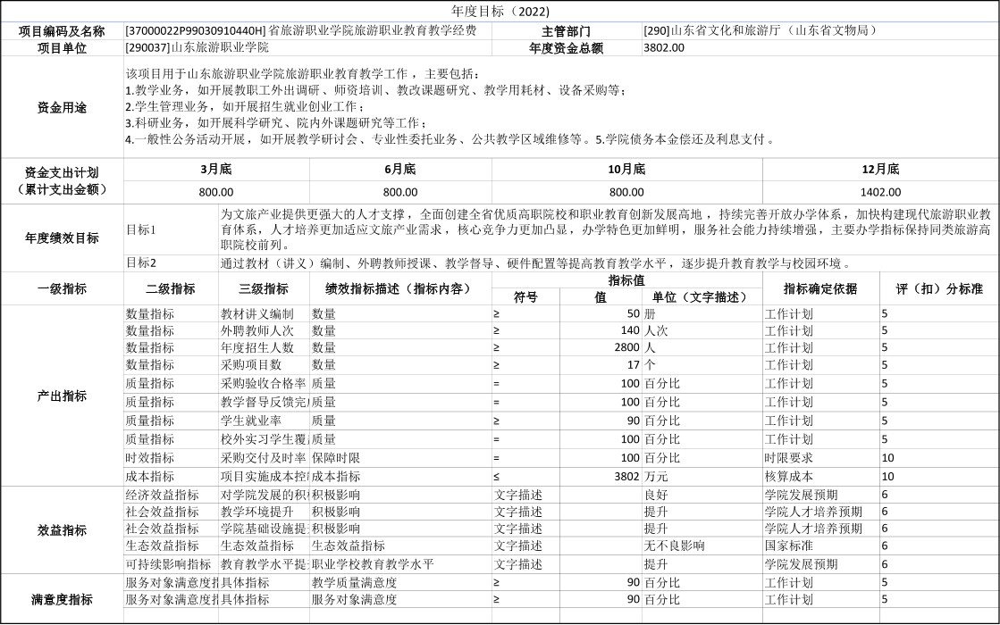 年度目标（2022)
项目编码及名称 [37000022P99030910440H]省旅游职业学院旅游职业教育教学经费 主管部门 [290]山东省文化和旅游厅（山东省文物局）
项目单位 [290037]山东旅游职业学院 年度资金总额 3802.00
资金用途
该项目用于山东旅游职业学院旅游职业教育教学工作，主要包括：
1.教学业务，如开展教职工外出调研、师资培训、教改课题研究、教学用耗材、设备采购等；
2.学生管理业务，如开展招生就业创业工作；
3.科研业务，如开展科学研究、院内外课题研究等工作；
4.一般性公务活动开展，如开展教学研讨会、专业性委托业务、公共教学区域维修等。5.学院债务本金偿还及利息支付。
资金支出计划
（累计支出金额）
3月底 6月底 10月底 12月底
800.00 800.00 800.00 1402.00
年度绩效目标
目标1
为文旅产业提供更强大的人才支撑，全面创建全省优质高职院校和职业教育创新发展高地，持续完善开放办学体系，加快构建现代旅游职业教
育体系，人才培养更加适应文旅产业需求，核心竞争力更加凸显，办学特色更加鲜明，服务社会能力持续增强，主要办学指标保持同类旅游高
职院校前列。
目标2 通过教材（讲义）编制、外聘教师授课、教学督导、硬件配置等提高教育教学水平，逐步提升教育教学与校园环境。
一级指标 二级指标 三级指标 绩效指标描述（指标内容） 指标值 指标确定依据 评（扣）分标准
符号 值 单位（文字描述）
产出指标
数量指标 教材讲义编制 数量 ≥ 50 册 工作计划 5
数量指标 外聘教师人次 数量 ≥ 140 人次 工作计划 5
数量指标 年度招生人数 数量 ≥ 2800 人 工作计划 5
数量指标 采购项目数 数量 ≥ 17 个 工作计划 5
质量指标 采购验收合格率 质量 = 100 百分比 工作计划 5
质量指标 教学督导反馈完 质量 = 100 百分比 工作计划 5
质量指标 学生就业率 质量 ≥ 90 百分比 工作计划 5
质量指标 校外实习学生覆 质量 = 100 百分比 工作计划 5
时效指标 采购交付及时率 保障时限 = 100 百分比 时限要求 10
成本指标 项目实施成本控 成本指标 ≤ 3802 万元 核算成本 10
效益指标
经济效益指标 对学院发展的积 积极影响 文字描述 良好 学院发展预期 6
社会效益指标 教学环境提升 积极影响 文字描述 提升 学院人才培养预期 6
社会效益指标 学院基础设施提 积极影响 文字描述 提升 学院人才培养预期 6
生态效益指标 生态效益指标 生态效益指标 文字描述 无不良影响 国家标准 6
可持续影响指标 教育教学水平提 职业学校教育教学水平 文字描述 提升 学院发展预期 6
满意度指标
服务对象满意度 具体指标 教学质量满意度 ≥ 90 百分比 工作计划 5
服务对象满意度 具体指标 服务对象满意度 ≥ 90 百分比 工作计划 5